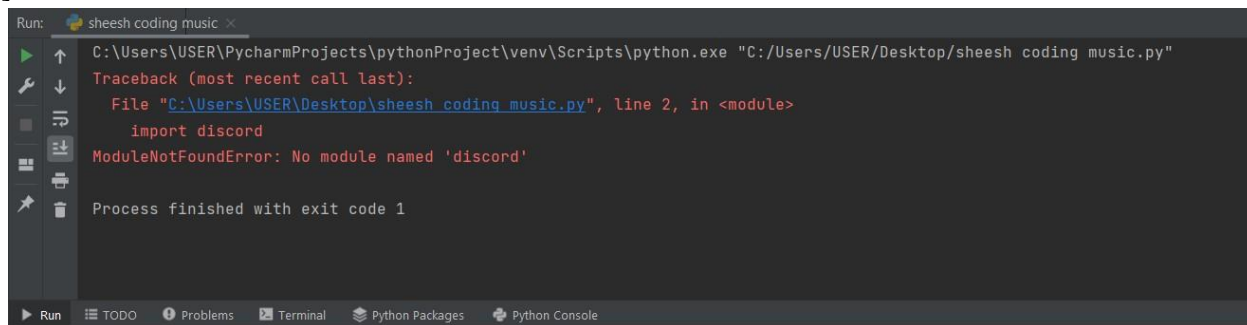 Run: sheesh coding music ×
C:\Users\USER\PycharmProjects\pythonProject\venv\Scripts\python.exe "C:/Users/USER/Desktop/sheesh coding music.py"
Traceback (most recent call last):
File "C:\Users\USER\Desktop\sheesh coding music.py", line 2, in <module>
import discord
ModuleNotFoundError: No module named 'discord'
Process finished with exit code 1
Run TODO Problems Terminal Python Packages Python Console